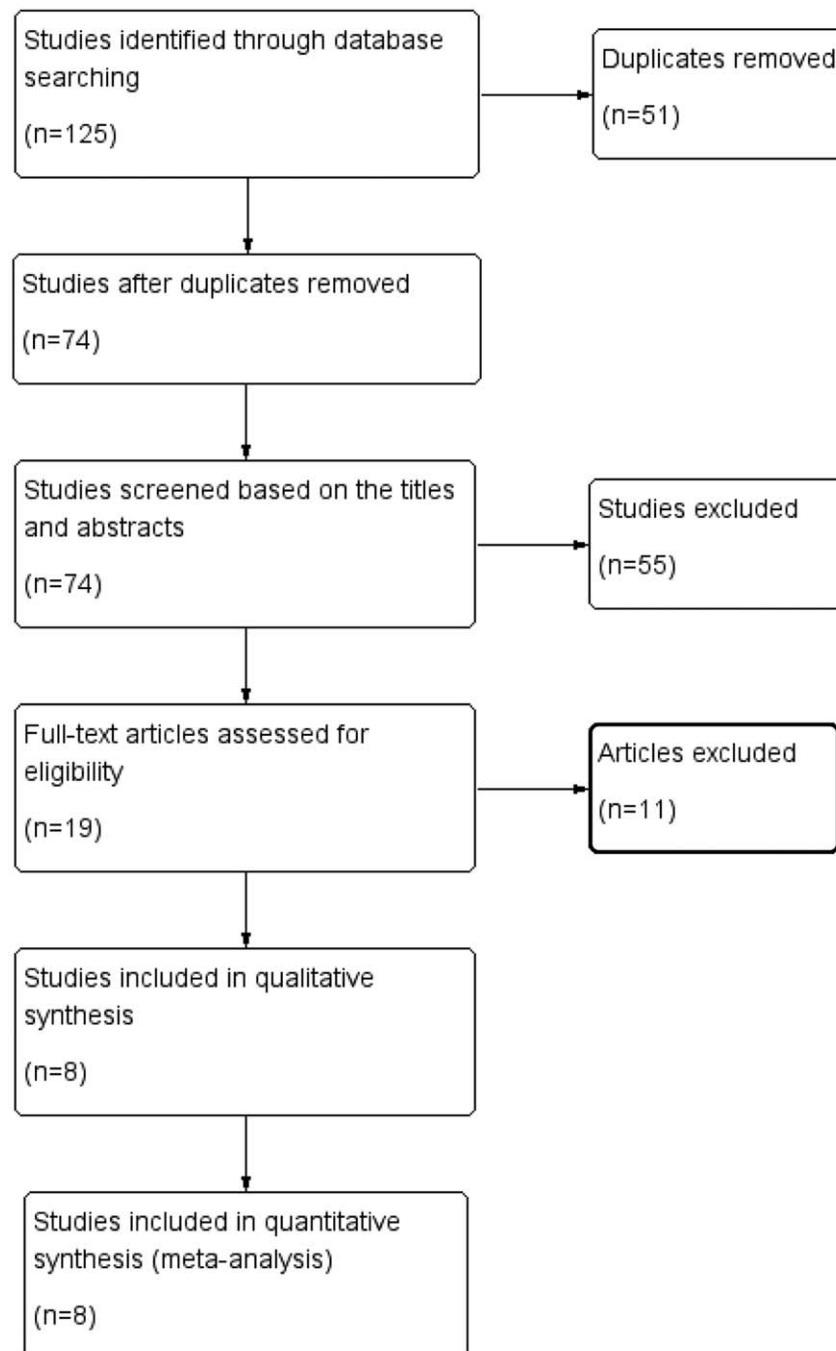 Studies identified through database
searching
(n=125)
Duplicates removed
(n=51)
Studies after duplicates removed
(n=74)
Studies screened based on the titles
and abstracts
(n=74)
Studies excluded
(n=55)
Full-text articles assessed for
eligibility
(n=19)
Articles excluded
(n=11)
Studies included in qualitative
synthesis
(n=8)
Studies included in quantitative
synthesis (meta-analysis)
(n=8)